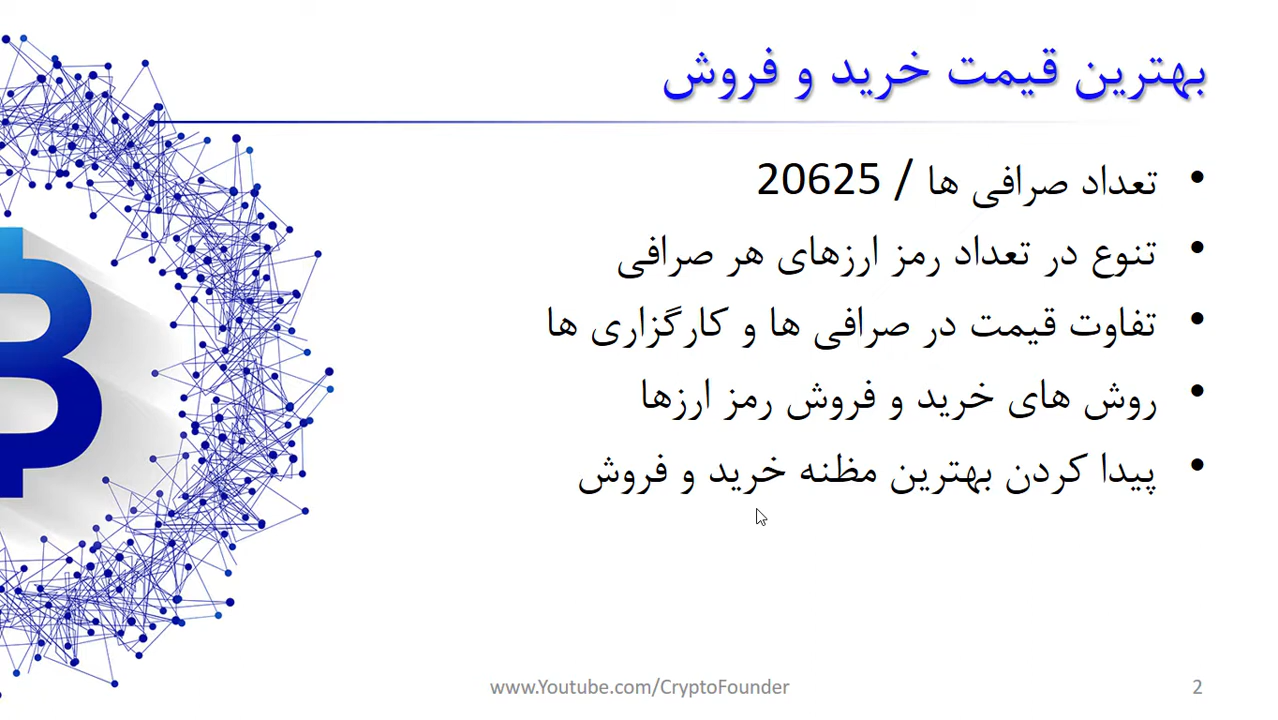 بهترین قیمت خرید و فروش
• تعداد صرافی ها / 20625
• تنوع در تعداد رمز ارزهای هر صرافی
• تفاوت قیمت در صرافی ها و کارگزاری ها
• روش های خرید و فروش رمز ارزها
• پیدا کردن بهترین مظنه خرید و فروش
www.Youtube.com/CryptoFounder
2